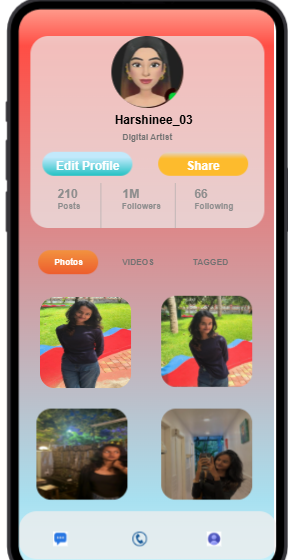 Harshinee_03
Digital Artist
Edit Profile Share
210 1M 66
Posts Followers Following
Photos VIDEOS TAGGED